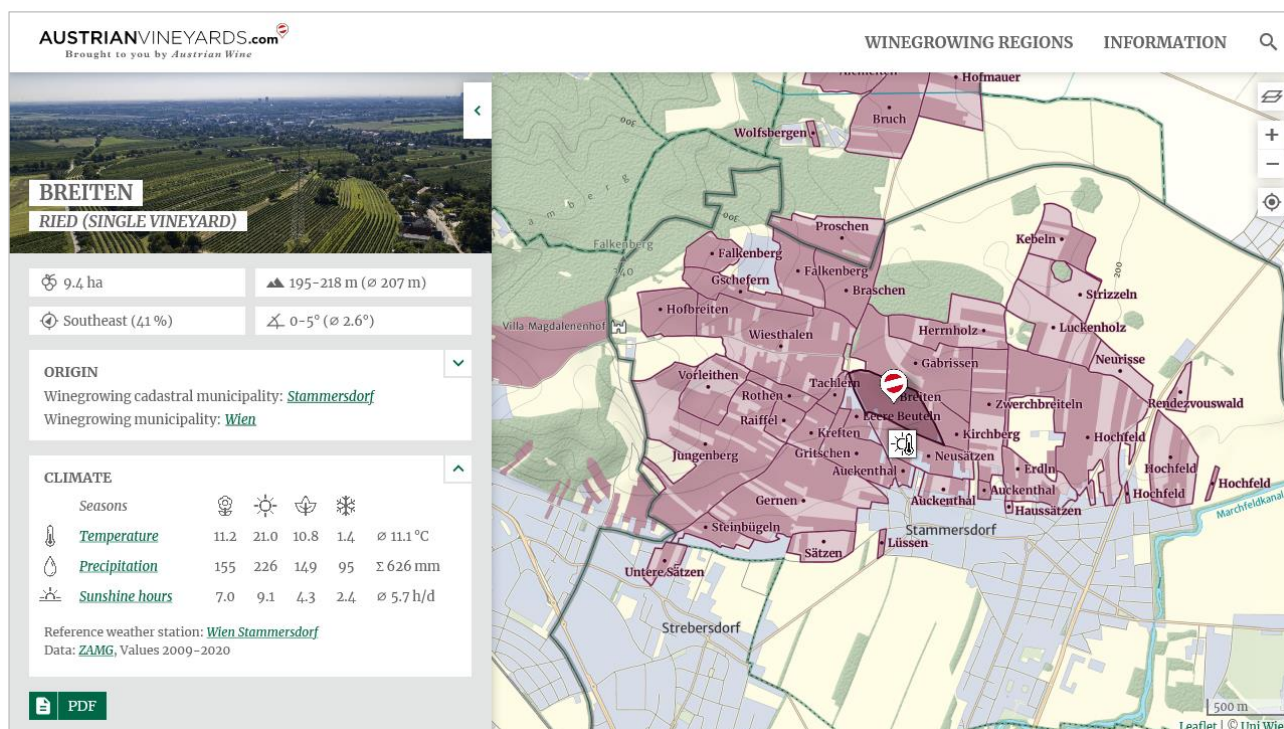 AUSTRIANVINEYARDS.com
Brought to you by Austrian Wine
WINEGROWING REGIONS INFORMATION
BREITEN
RIED (SINGLE VINEYARD)
9.4 ha
195-218 m (ø 207 m)
Southeast (41 %)
0-5° (ø 2.6°)
ORIGIN
Winegrowing cadastral municipality: Stammersdorf
Winegrowing municipality: Wien
CLIMATE
Seasons
Temperature 11.2 21.0 10.8 1.4 ø 11.1 °C
Precipitation 155 226 149 95 Σ 626 mm
Sunshine hours 7.0 9.1 4.3 2.4 ø 5.7 h/d
Reference weather station: Wien Stammersdorf
Data: ZAMG, Values 2009-2020
PDF
Hofmauer
Bruch
Wolfsbergen
300
300
Proschen
Kebeln
Falkenberg
Falkenberg
Falkenberg
200
Gschefern
Braschen
Strizzeln
Hofbreiten
Villa Magdalenenhof
Wiesthalen
Herrnholz
Luckenholz
Gabrissen
Neurisse
Vorleithen
Tachlern
Rothen
Breiten
Zwerchbreiteln
Rendezvouswald
Leere Beuteln
Raiffel
Kreften
Kirchberg
Hochfeld
Jungenberg
Gritschen
Neusätzen
Auckenthal
Erdln
Hochfeld
Hochfeld
Hochfeld
Gernen
Auckenthal
Auckenthal
Haussätzen
Marchfeldkanal
Steinbügeln
Stammersdorf
Sätzen
Lüssen
Untere Sätzen
Strebersdorf
500 m
Leaflet | © Uni Wie